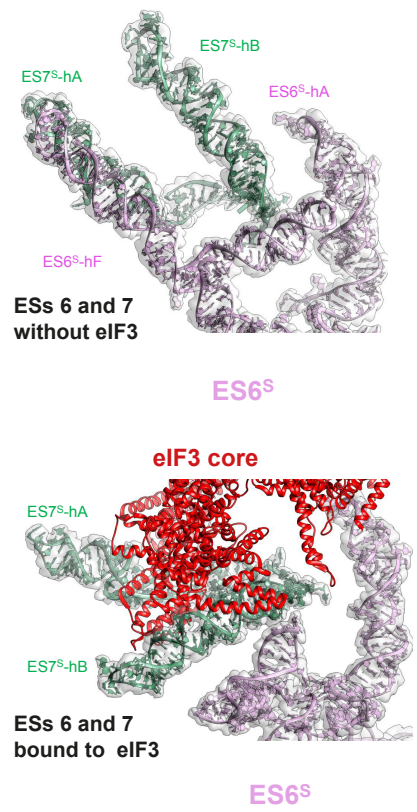 ES7ˢ-hB
ES7ˢ-hA
ES6ˢ-hA
ES6ˢ-hF
ESs 6 and 7
without eIF3
ES6ˢ
eIF3 core
ES7ˢ-hA
ES7ˢ-hB
ESs 6 and 7
bound to eIF3
ES6ˢ